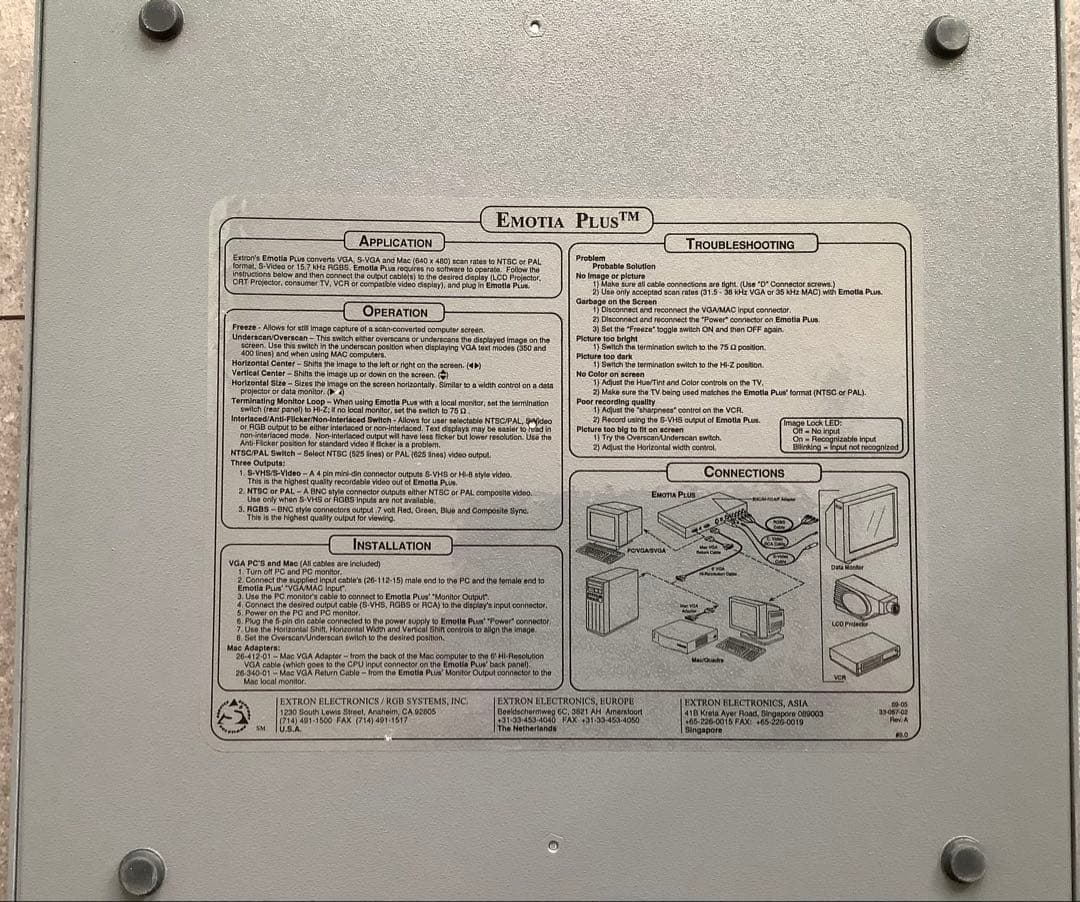 EMOTIA PLUS™
APPLICATION
Extron's Emotia Plus converts VGA, S-VGA and Mac (640 x 480) scan rates to NTSC or PAL
format, S-Video or 15.7 kHz RGBS. Emotia Plus requires no software to operate. Follow the
instructions below and then connect the output cable(s) to the desired display (LCD Projector,
CRT Projector, consumer TV, VCR or compatible video display), and plug in Emotia Plus.
OPERATION
Freeze - Allows for still image capture of a scan-converted computer screen.
Underscan/Overscan – This switch either overscans or underscans the displayed image on the
screen. Use this switch in the underscan position when displaying VGA text modes (350 and
400 lines) and when using MAC computers.
Horizontal Center – Shifts the image to the left or right on the screen. (◄►)
Vertical Center – Shifts the image up or down on the screen.
Horizontal Size – Sizes the image on the screen horizontally. Similar to a width control on a data
projector or data monitor. (► ◄)
Terminating Monitor Loop – When using Emotia Plus with a local monitor, set the termination
switch (rear panel) to Hi-Z; if no local monitor, set the switch to 75 Ω.
Interlaced/Anti-Flicker/Non-Interlaced Switch - Allows for user selectable NTSC/PAL, S-Video
or RGB output to be either interlaced or non-interlaced. Text displays may be easier to read in
non-interlaced mode. Non-interlaced output will have less flicker but lower resolution. Use the
Anti-Flicker position for standard video if flicker is a problem.
NTSC/PAL Switch – Select NTSC (525 lines) or PAL (625 lines) video output.
Three Outputs:
1. S-VHS/S-Video – A 4 pin mini-din connector outputs S-VHS or Hi-8 style video.
This is the highest quality recordable video out of Emotia Plus.
2. NTSC or PAL – A BNC style connector outputs either NTSC or PAL composite video.
Use only when S-VHS or RGBS inputs are not available.
3. RGBS – BNC style connectors output .7 volt Red, Green, Blue and Composite Sync.
This is the highest quality output for viewing.
INSTALLATION
VGA PC'S and Mac (All cables are included)
1. Turn off PC and PC monitor.
2. Connect the supplied input cable's (26-112-15) male end to the PC and the female end to
Emotia Plus' "VGA/MAC Input".
3. Use the PC monitor's cable to connect to Emotia Plus' "Monitor Output".
4. Connect the desired output cable (S-VHS, RGBS or RCA) to the display's input connector.
5. Power on the PC and PC monitor.
6. Plug the 5-pin din cable connected to the power supply to Emotia Plus' "Power" connector.
7. Use the Horizontal Shift, Horizontal Width and Vertical Shift controls to align the image.
8. Set the Overscan/Underscan switch to the desired position.
Mac Adapters:
26-412-01 – Mac VGA Adaptor – from the back of the Mac computer to the 6' Hi-Resolution
VGA cable (which goes to the CPU input connector on the Emotia Plus' back panel).
26-340-01 – Mac VGA Return Cable – from the Emotia Plus' Monitor Output connector to the
Mac local monitor.
TROUBLESHOOTING
Problem
Probable Solution
No image or picture
1) Make sure all cable connections are tight. (Use "D" Connector screws.)
2) Use only accepted scan rates (31.5 - 38 kHz VGA or 35 kHz MAC) with Emotia Plus.
Garbage on the Screen
1) Disconnect and reconnect the VGA/MAC input connector.
2) Disconnect and reconnect the "Power" connector on Emotia Plus.
3) Set the "Freeze" toggle switch ON and then OFF again.
Picture too bright
1) Switch the termination switch to the 75 Ω position.
Picture too dark
1) Switch the termination switch to the Hi-Z position.
No Color on screen
1) Adjust the Hue/Tint and Color controls on the TV.
2) Make sure the TV being used matches the Emotia Plus' format (NTSC or PAL).
Poor recording quality
1) Adjust the "sharpness" control on the VCR.
2) Record using the S-VHS output of Emotia Plus.
Picture too big to fit on screen
1) Try the Overscan/Underscan switch.
2) Adjust the Horizontal width control.
Image Lock LED:
Off = No input
On = Recognizable input
Blinking = Input not recognized
CONNECTIONS
EMOTIA PLUS
RGBS
Cable
S-Video
Cable
PC/VGA/SVGA
Mac VGA
Return Cable
6' VGA
Hi-Resolution Cable
Mac VGA
Adapter
Mac/Quadra
Data Monitor
LCD Projector
VCR
SM
EXTRON ELECTRONICS / RGB SYSTEMS, INC.
1230 South Lewis Street, Anaheim, CA 92805
(714) 491-1500 FAX (714) 491-1517
U.S.A.
EXTRON ELECTRONICS, EUROPE
Beeldschermweg 6C, 3821 AH Amersfoort
+31-33-453-4040 FAX +31-33-453-4050
The Netherlands
EXTRON ELECTRONICS, ASIA
41B Kreta Ayer Road, Singapore 089003
+65-226-0015 FAX: +65-226-0019
Singapore
33-067-02
Rev. A